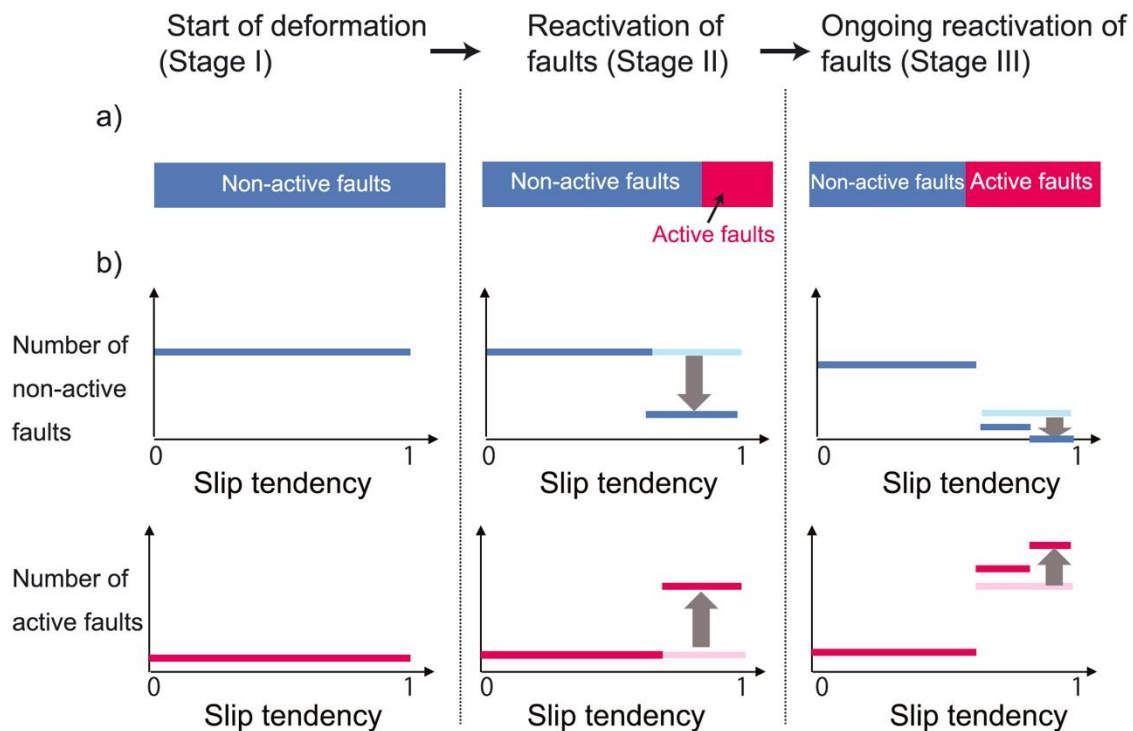 Start of deformation
(Stage I)
Reactivation of
faults (Stage II)
Ongoing reactivation of
faults (Stage III)
a)
Non-active faults
Non-active faults
Active faults
Non-active faults
Active faults
b)
Number of
non-active
faults
0
1
Slip tendency
0
1
Slip tendency
0
1
Slip tendency
Number of
active faults
0
1
Slip tendency
0
1
Slip tendency
0
1
Slip tendency